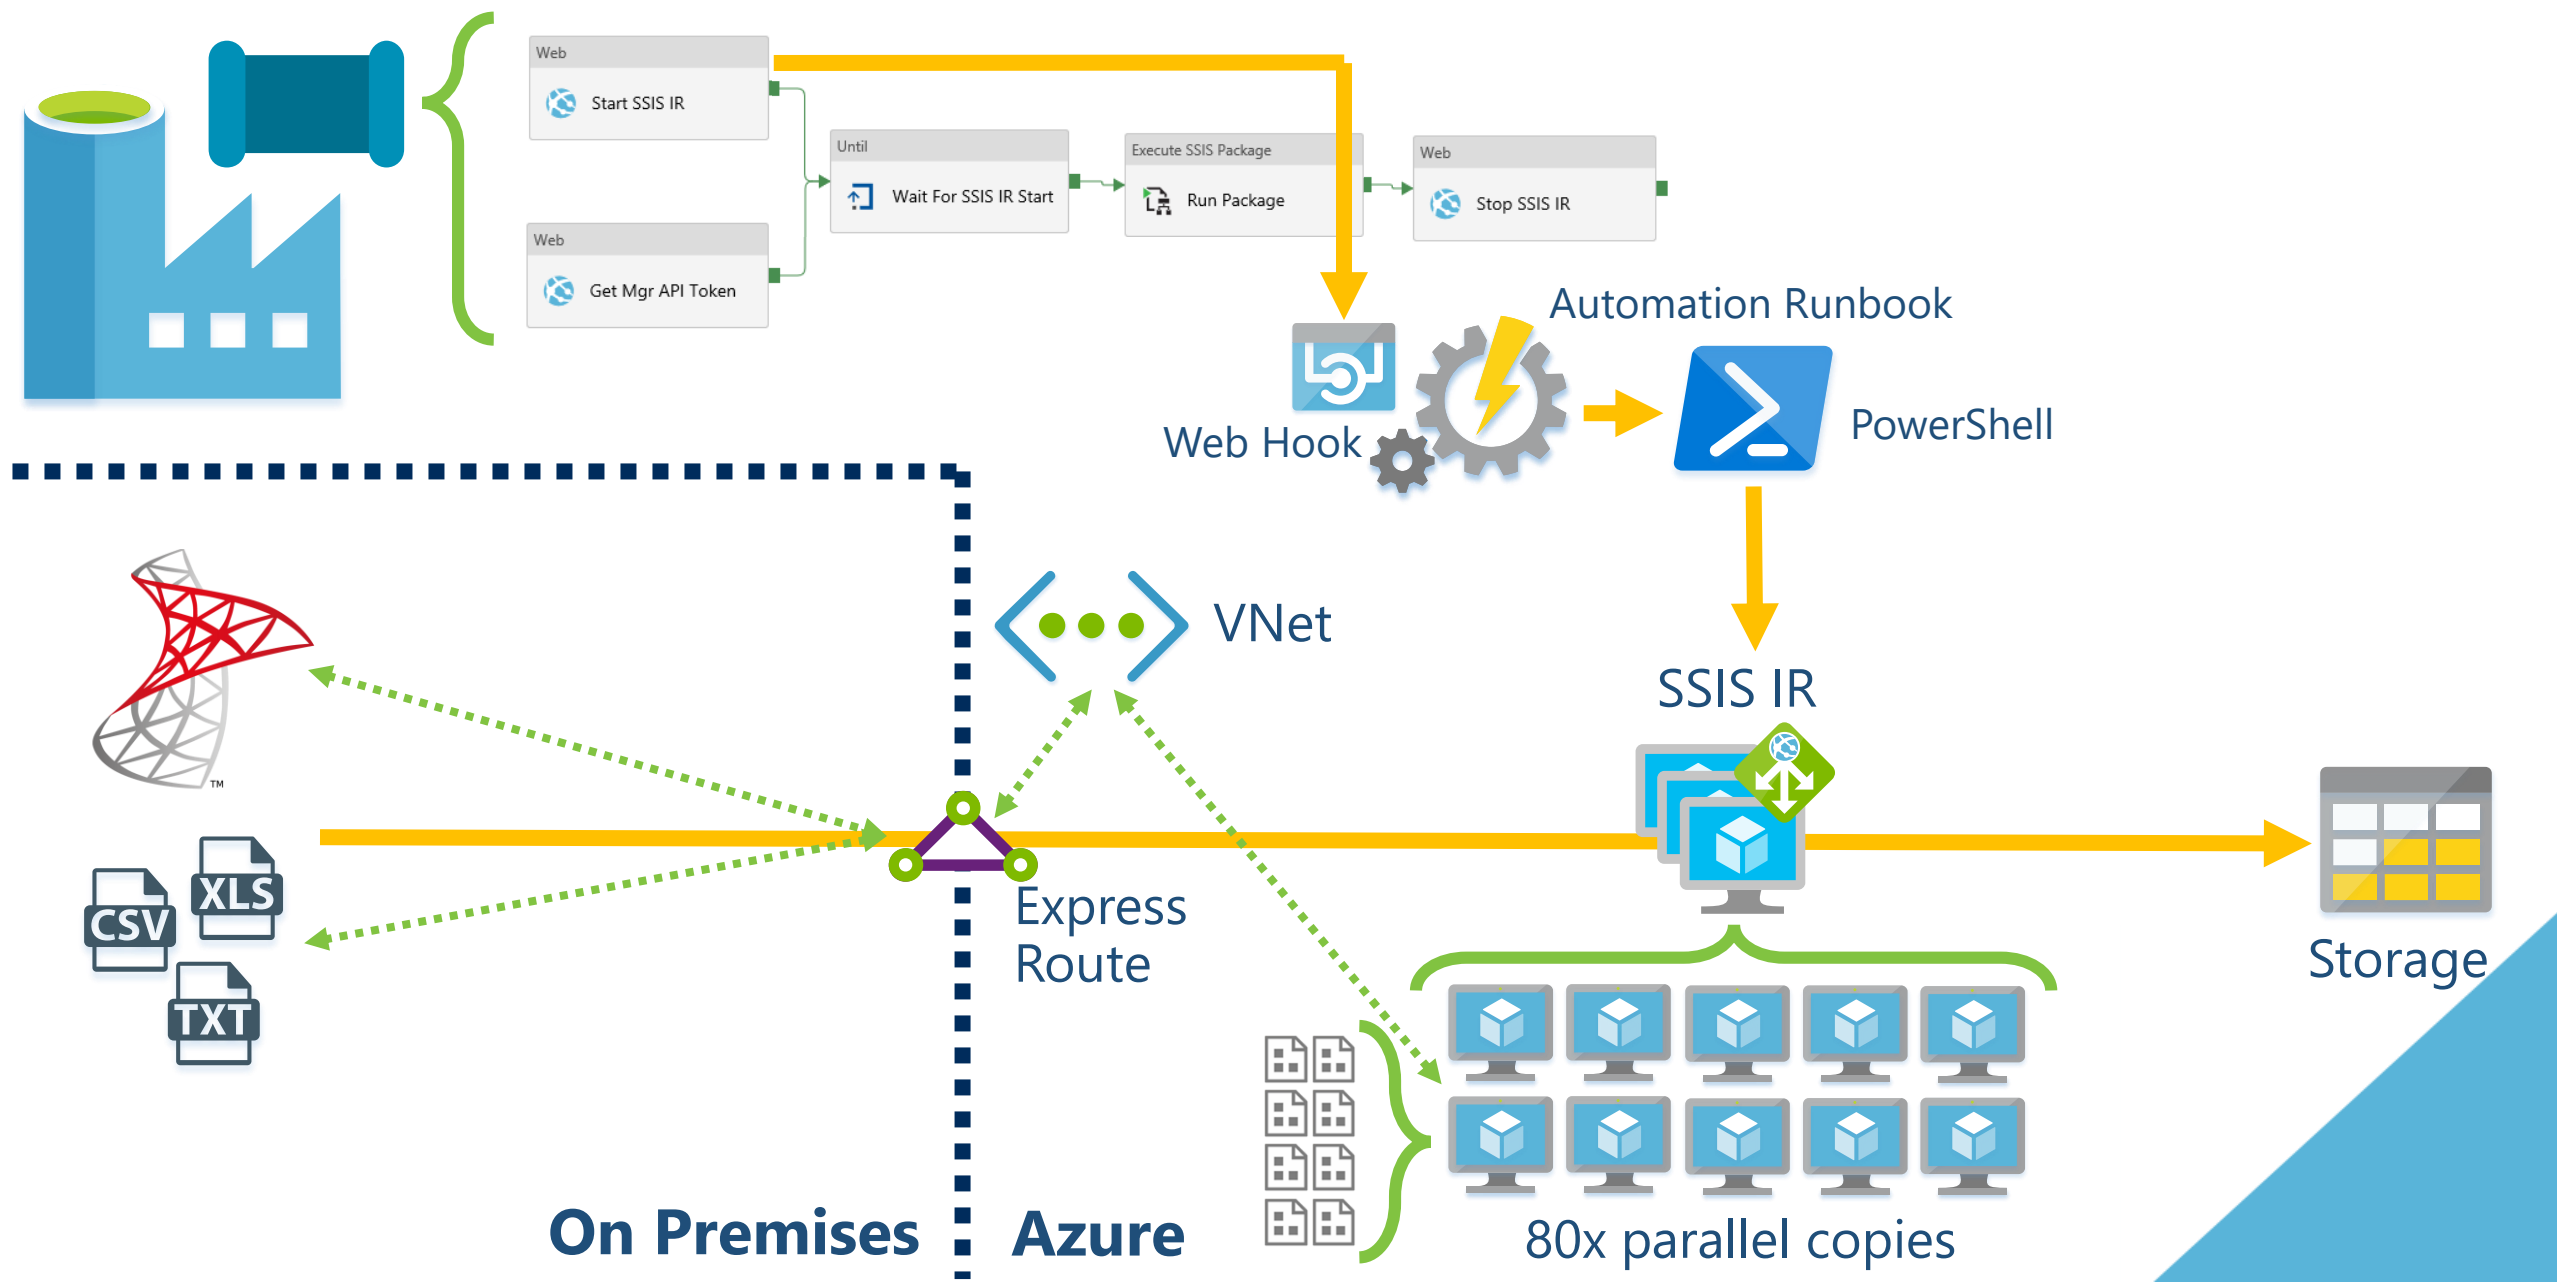 Web
Start SSIS IR
Until
Wait For SSIS IR Start
Execute SSIS Package
Run Package
Web
Stop SSIS IR
Web
Get Mgr API Token
Automation Runbook
Web Hook
PowerShell
VNet
SSIS IR
TM
XLS
CSV
TXT
Express
Route
Storage
On Premises
Azure
80x parallel copies